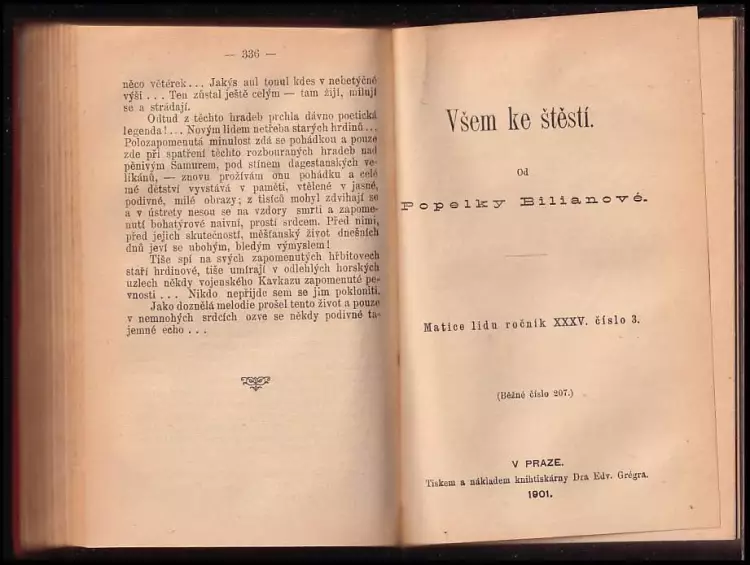 — 336 —
něco větérek... Jakýs aul tonul kdes v nebetyčné
výši... Ten zůstal ještě celým — tam žijí, milují
se a strádají.
Odtud z těchto hradeb prchla dávno poetická
legenda!... Novým lidem netřeba starých hrdinů...
Polozapomenutá minulost zdá se pohádkou a pouze
zde při spatření těchto rozbouraných hradeb nad
pěnivým Samurem, pod stínem dagestanských ve-
likánů, — znovu prožívám onu pohádku a celé
mé dětství vyvstává v paměti, vtělené v jasné,
podivné, milé obrazy; z tisíců mohyl zdvihají se
a v ústrety nesou se na vzdory smrti a zapome-
nutí bohatýrové naivní, prostí srdcem. Před nimi,
před jejich skutečností, měšťanský život dnešních
dnů jeví se ubohým, bledým výmyslem!
Tiše spí na svých zapomenutých hřbitovech
staří hrdinové, tiše umírají v odlehlých horských
uzlech někdy vojenského Kavkazu zapomenuté pe-
vnosti... Nikdo nepřijde sem se jim pokloniti.
Jako doznělá melodie prošel tento život a pouze
v nemnohých srdcích ozve se někdy podivné ta-
jemné echo...
Všem ke štěstí.
Od
Popelky Bilianové.
Matice lidu ročník XXXV. číslo 3.
(Běžné číslo 207.)
V PRAZE.
Tiskem a nákladem knihtiskárny Dra Edv. Grégra.
1901.